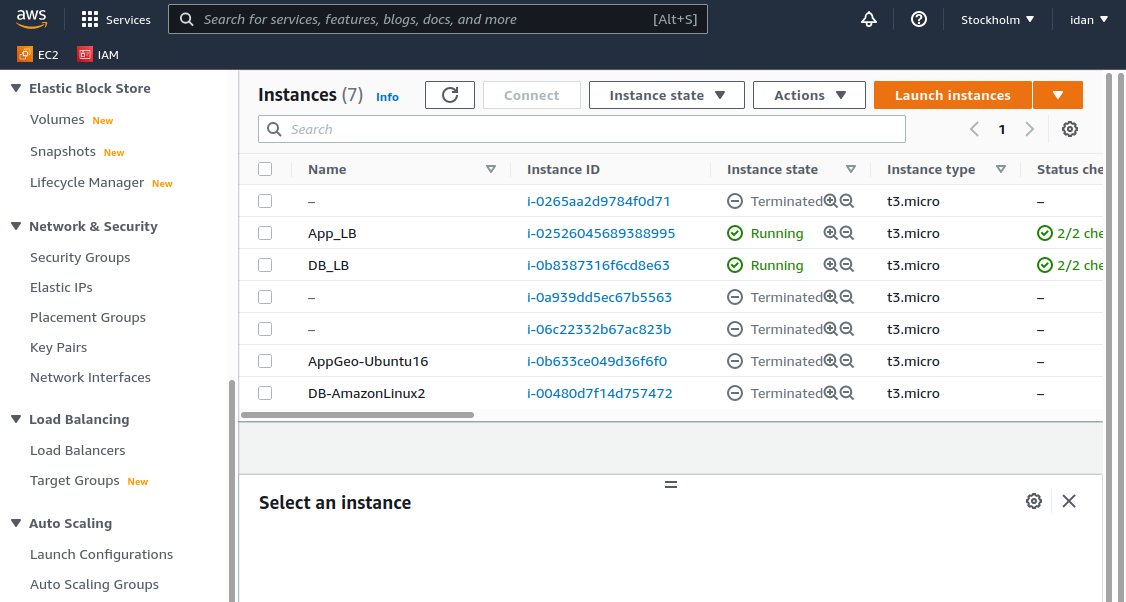 aws Services Search for services, features, blogs, docs, and more [Alt+S] Stockholm idan
EC2 IAM
Elastic Block Store
Volumes New
Snapshots New
Lifecycle Manager New
Network & Security
Security Groups
Elastic IPs
Placement Groups
Key Pairs
Network Interfaces
Load Balancing
Load Balancers
Target Groups New
Auto Scaling
Launch Configurations
Auto Scaling Groups
Instances (7) Info Connect Instance state Actions Launch instances
Search 1
Name Instance ID Instance state Instance type Status che
– i-0265aa2d9784f0d71 Terminated t3.micro –
App_LB i-02526045689388995 Running t3.micro 2/2 che
DB_LB i-0b8387316f6cd8e63 Running t3.micro 2/2 che
– i-0a939dd5ec67b5563 Terminated t3.micro –
– i-06c22332b67ac823b Terminated t3.micro –
AppGeo-Ubuntu16 i-0b633ce049d36f6f0 Terminated t3.micro –
DB-AmazonLinux2 i-00480d7f14d757472 Terminated t3.micro –
Select an instance